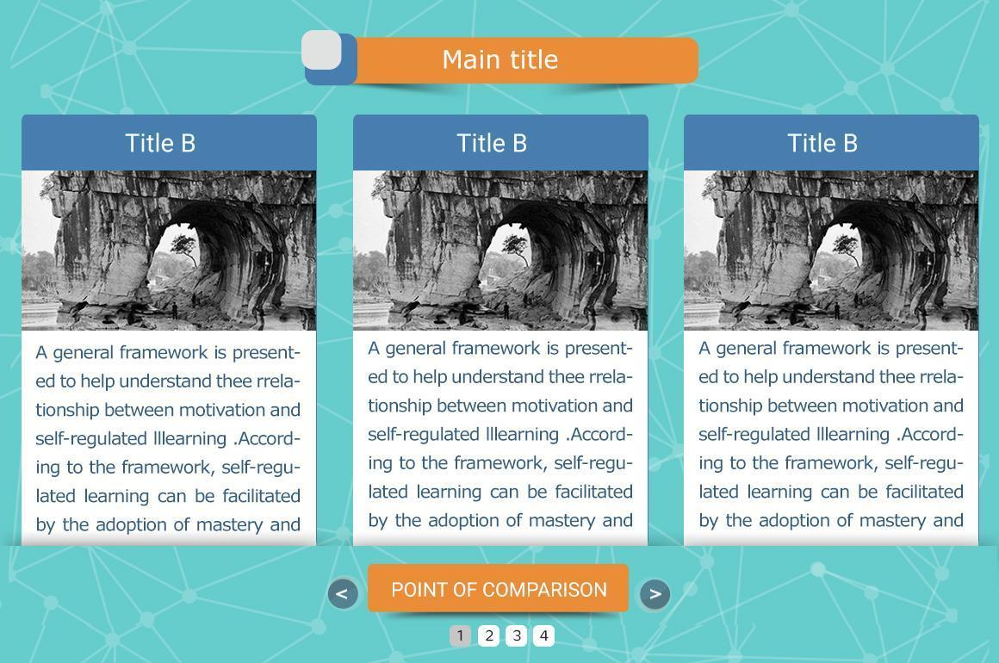 Main title
Title B
A general framework is present-
ed to help understand thee rrela-
tionship between motivation and
self-regulated lllearning .Accord-
ing to the framework, self-regu-
lated learning can be facilitated
by the adoption of mastery and
Title B
A general framework is present-
ed to help understand thee rrela-
tionship between motivation and
self-regulated lllearning .Accord-
ing to the framework, self-regu-
lated learning can be facilitated
by the adoption of mastery and
Title B
A general framework is present-
ed to help understand thee rrela-
tionship between motivation and
self-regulated lllearning .Accord-
ing to the framework, self-regu-
lated learning can be facilitated
by the adoption of mastery and
< POINT OF COMPARISON >
1 2 3 4